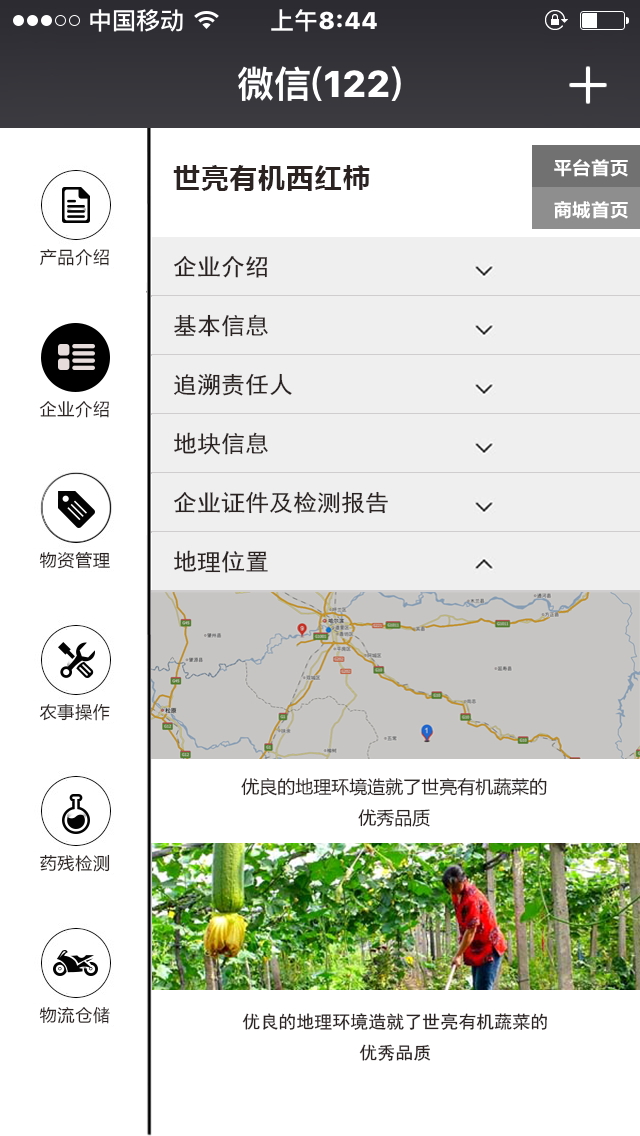 中国移动
上午8:44
微信(122)
世亮有机西红柿
平台首页
商城首页
产品介绍
企业介绍
物资管理
农事操作
药残检测
物流仓储
企业介绍
基本信息
追溯责任人
地块信息
企业证件及检测报告
地理位置
优良的地理环境造就了世亮有机蔬菜的
优秀品质
优良的地理环境造就了世亮有机蔬菜的
优秀品质